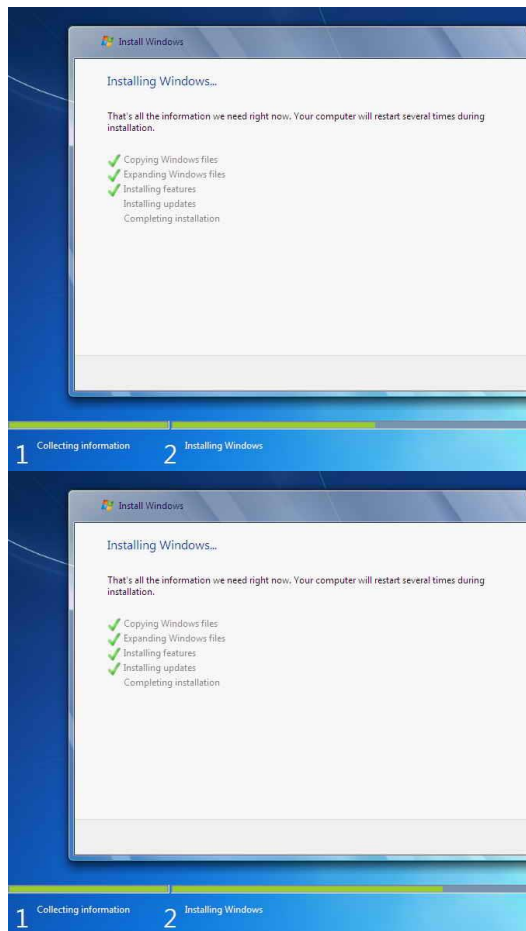 Install Windows
Installing Windows...
That's all the information we need right now. Your computer will restart several times during
installation.
Copying Windows files
Expanding Windows files
Installing features
Installing updates
Completing installation
1 Collecting information 2 Installing Windows
Install Windows
Installing Windows...
That's all the information we need right now. Your computer will restart several times during
installation.
Copying Windows files
Expanding Windows files
Installing features
Installing updates
Completing installation
1 Collecting information 2 Installing Windows